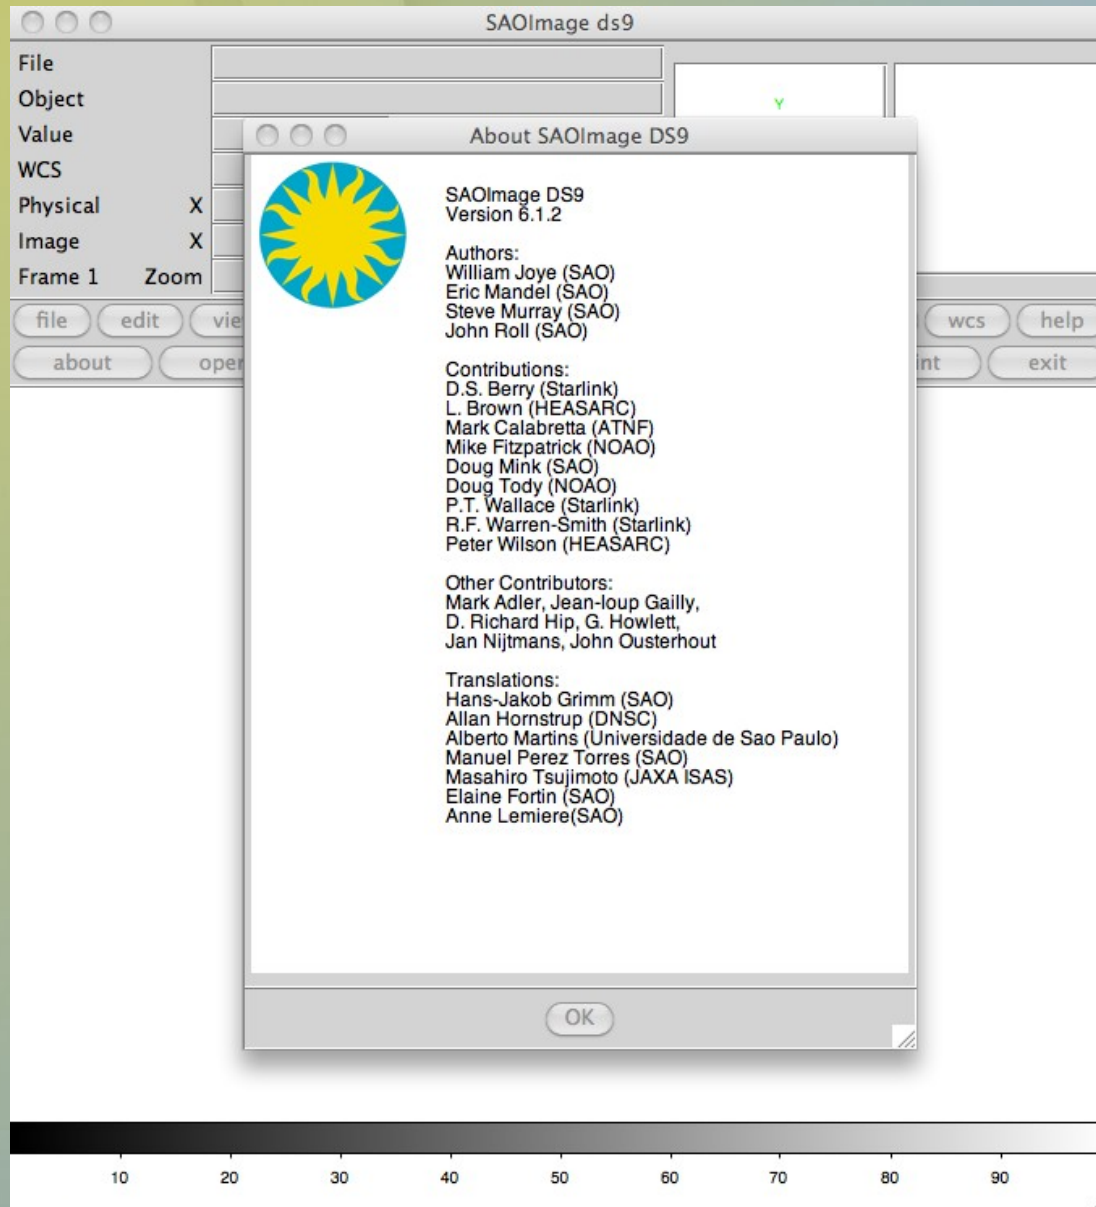 SAOImage ds9
File
Object
Value
WCS
Physical X
Image X
Frame 1 Zoom
Y
file edit wcs help
about exit
About SAOImage DS9
SAOImage DS9
Version 6.1.2
Authors:
William Joye (SAO)
Eric Mandel (SAO)
Steve Murray (SAO)
John Roll (SAO)
Contributions:
D.S. Berry (Starlink)
L. Brown (HEASARC)
Mark Calabretta (ATNF)
Mike Fitzpatrick (NOAO)
Doug Mink (SAO)
Doug Tody (NOAO)
P.T. Wallace (Starlink)
R.F. Warren-Smith (Starlink)
Peter Wilson (HEASARC)
Other Contributors:
Mark Adler, Jean-loup Gailly,
D. Richard Hip, G. Howlett,
Jan Nijtmans, John Ousterhout
Translations:
Hans-Jakob Grimm (SAO)
Allan Hornstrup (DNSC)
Alberto Martins (Universidade de Sao Paulo)
Manuel Perez Torres (SAO)
Masahiro Tsujimoto (JAXA ISAS)
Elaine Fortin (SAO)
Anne Lemiere(SAO)
OK
10 20 30 40 50 60 70 80 90